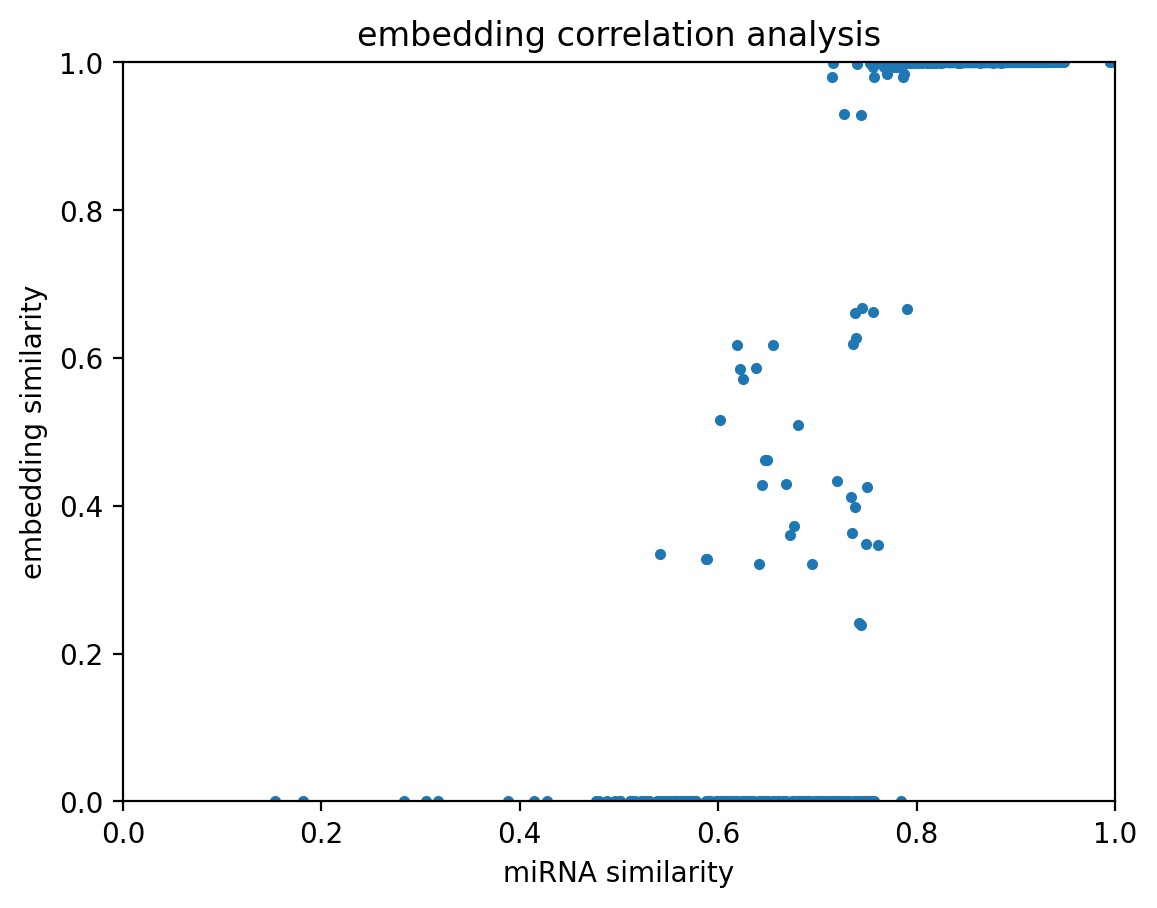 embedding correlation analysis
1.0
0.8
0.6
0.4
0.2
0.0
embedding similarity
0.0 0.2 0.4 0.6 0.8 1.0
miRNA similarity